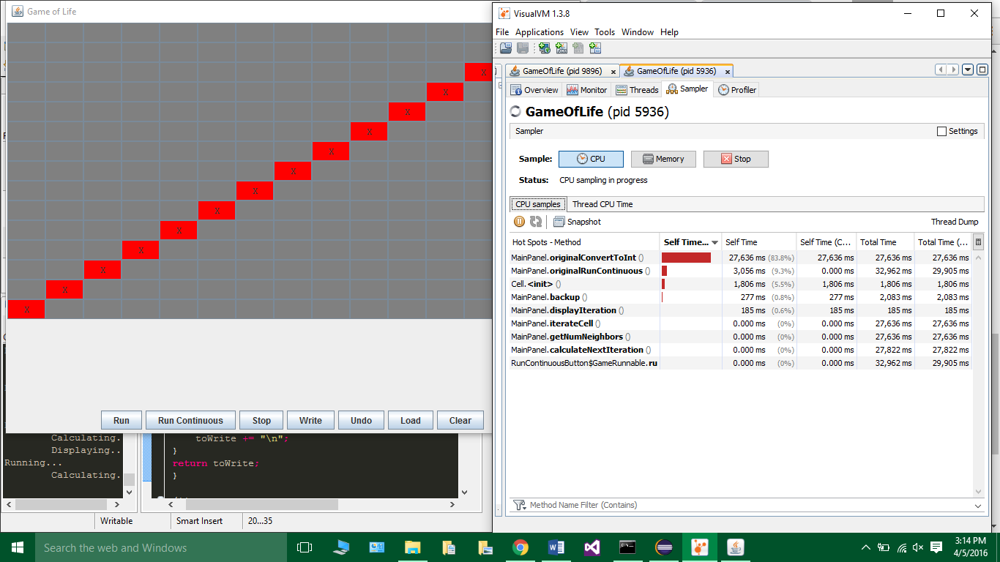 Game of Life
X
X
X
X
X
X
X
X
X
X
X
X
X
Run Run Continuous Stop Write Undo Load Clear
Calculating.
Displaying..
Running...
Calculating.
toWrite += "\n";
}
return toWrite;
}
Writable Smart Insert 20...35
VisualVM 1.3.8
File Applications View Tools Window Help
GameOfLife (pid 9896) x GameOfLife (pid 5936) x
Overview Monitor Threads Sampler Profiler
GameOfLife (pid 5936)
Sampler Settings
Sample: CPU Memory Stop
Status: CPU sampling in progress
CPU samples Thread CPU Time
Snapshot Thread Dump
Hot Spots - Method Self Time... Self Time Self Time (C... Total Time Total Time (...
MainPanel.originalConvertToInt () 27,636 ms (83.8%) 27,636 ms 27,636 ms 27,636 ms
MainPanel.originalRunContinuous () 3,056 ms (9.3%) 0.000 ms 32,962 ms 29,905 ms
Cell.<init> () 1,806 ms (5.5%) 1,806 ms 1,806 ms 1,806 ms
MainPanel.backup () 277 ms (0.8%) 277 ms 2,083 ms 2,083 ms
MainPanel.displayIteration () 185 ms (0.6%) 185 ms 185 ms 185 ms
MainPanel.iterateCell () 0.000 ms (0%) 0.000 ms 27,636 ms 27,636 ms
MainPanel.getNumNeighbors () 0.000 ms (0%) 0.000 ms 27,636 ms 27,636 ms
MainPanel.calculateNextIteration () 0.000 ms (0%) 0.000 ms 27,822 ms 27,822 ms
RunContinuousButton$GameRunnable.ru 0.000 ms (0%) 0.000 ms 32,962 ms 29,905 ms
Method Name Filter (Contains)
Search the web and Windows
3:14 PM
4/5/2016